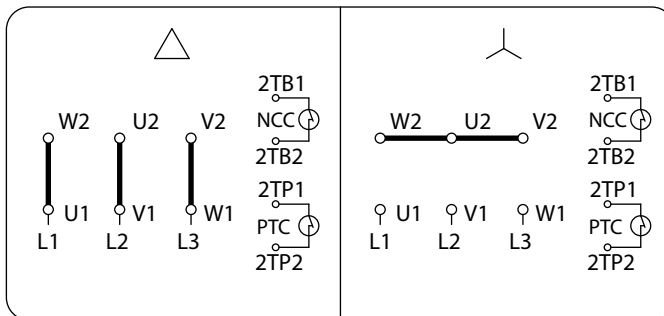 2TB1
W2 U2 V2 NCC
2TB2
2TP1
U1 V1 W1 PTC
L1 L2 L3
2TP2
2TB1
W2 U2 V2 NCC
2TB2
2TP1
U1 V1 W1 PTC
L1 L2 L3
2TP2